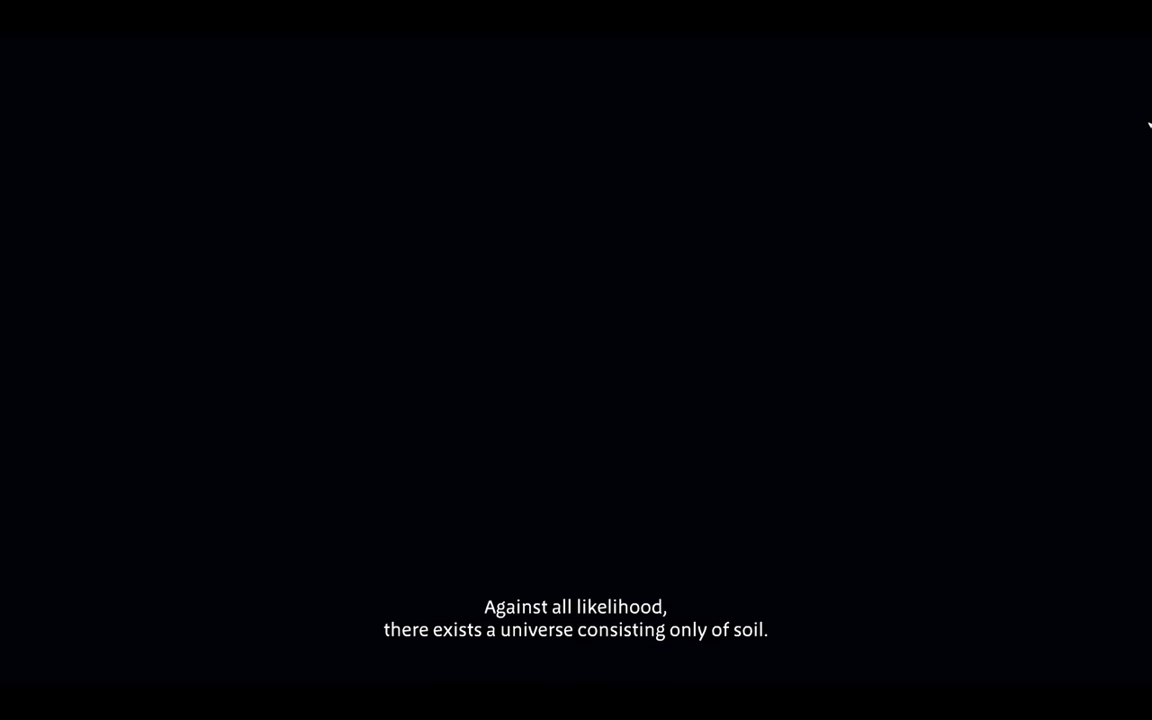 Against all likelihood,
there exists a universe consisting only of soil.